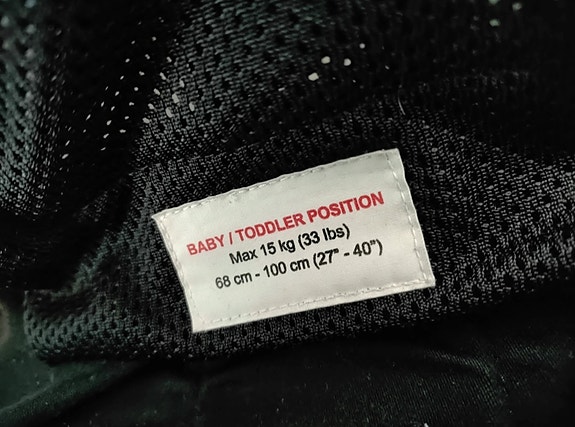 BABY / TODDLER POSITION
Max 15 kg (33 lbs)
68 cm - 100 cm (27" - 40")